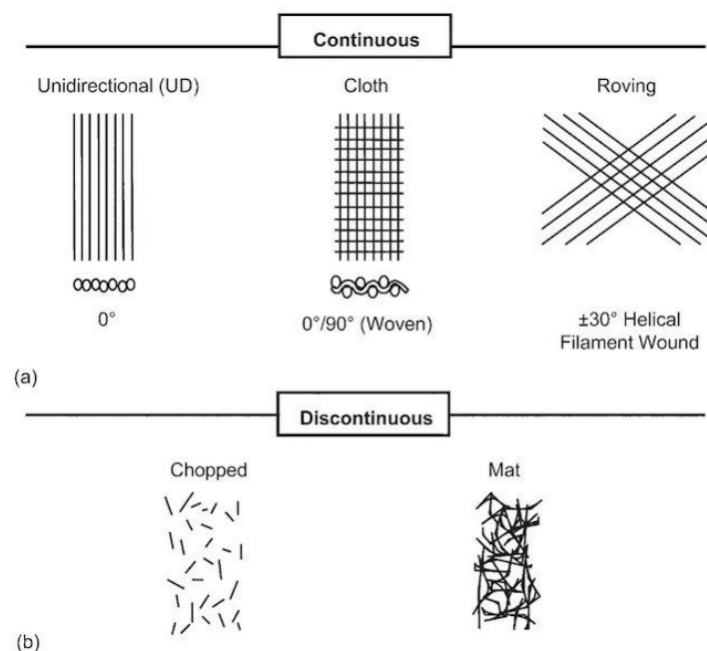 Continuous
Unidirectional (UD)
Cloth
Roving
0°
0°/90° (Woven)
±30° Helical
Filament Wound
(a)
Discontinuous
Chopped
Mat
(b)